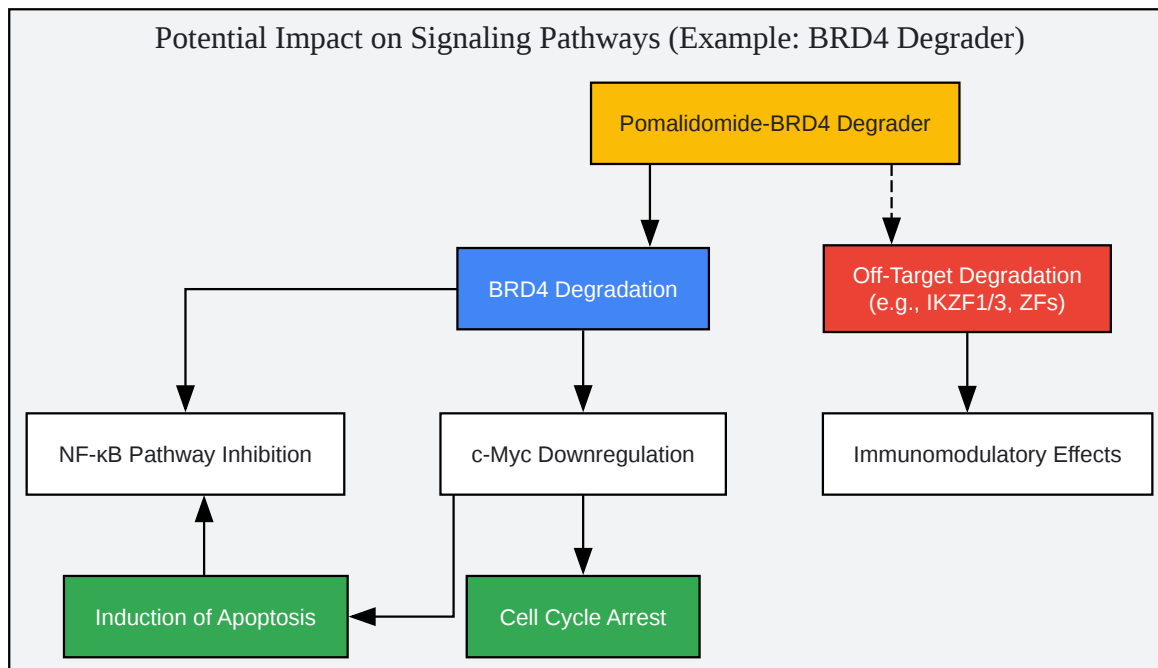 Potential Impact on Signaling Pathways (Example: BRD4 Degrader)
Pomalidomide-BRD4 Degrader
BRD4 Degradation
Off-Target Degradation
(e.g., IKZF1/3, ZFs)
NF-κB Pathway Inhibition
c-Myc Downregulation
Immunomodulatory Effects
Induction of Apoptosis
Cell Cycle Arrest